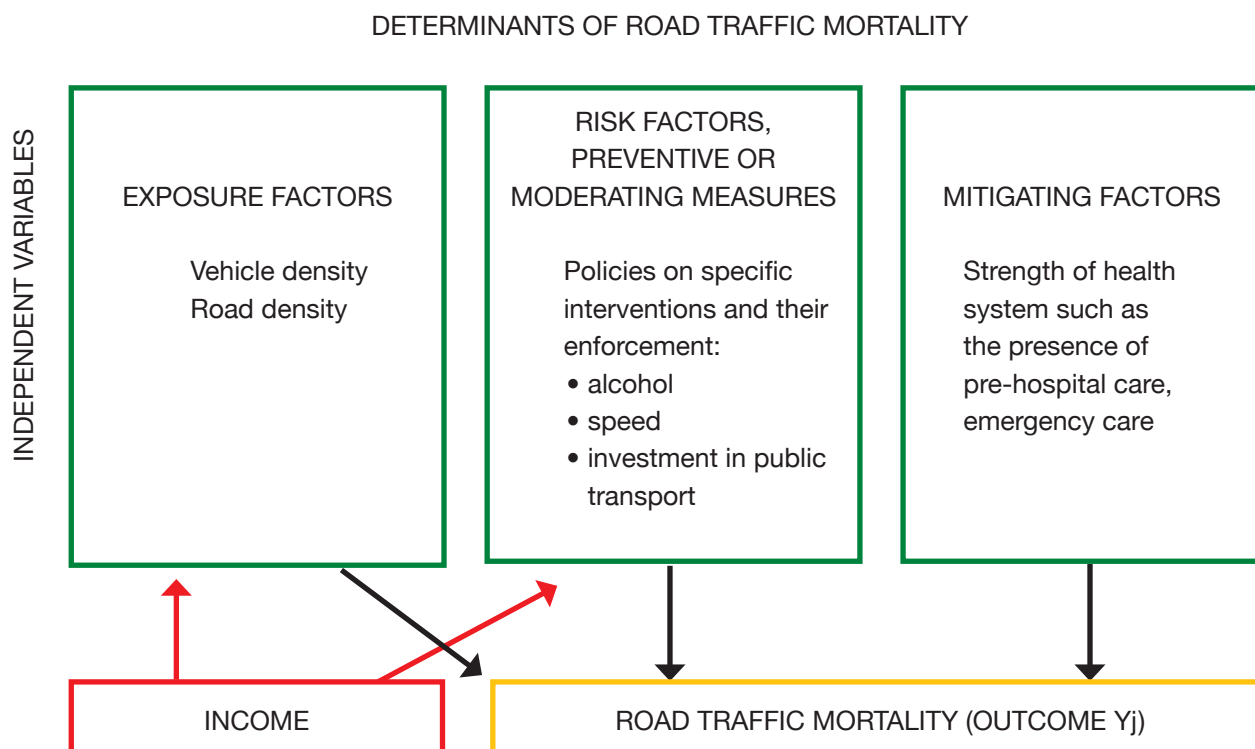 DETERMINANTS OF ROAD TRAFFIC MORTALITY
INDEPENDENT VARIABLES
EXPOSURE FACTORS
Vehicle density
Road density
RISK FACTORS,
PREVENTIVE OR
MODERATING MEASURES
Policies on specific
interventions and their
enforcement:
• alcohol
• speed
• investment in public
transport
MITIGATING FACTORS
Strength of health
system such as
the presence of
pre-hospital care,
emergency care
INCOME
ROAD TRAFFIC MORTALITY (OUTCOME Yj)